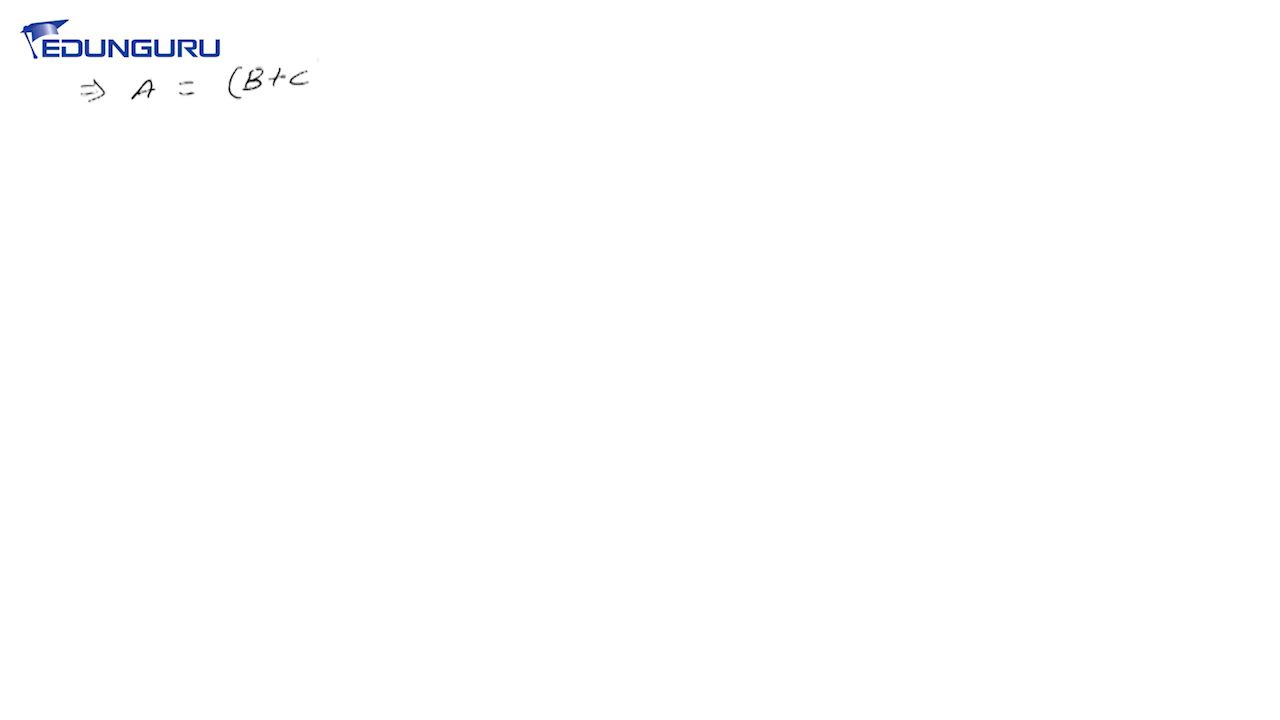 EDUNGURU
⇒ A = (B+C